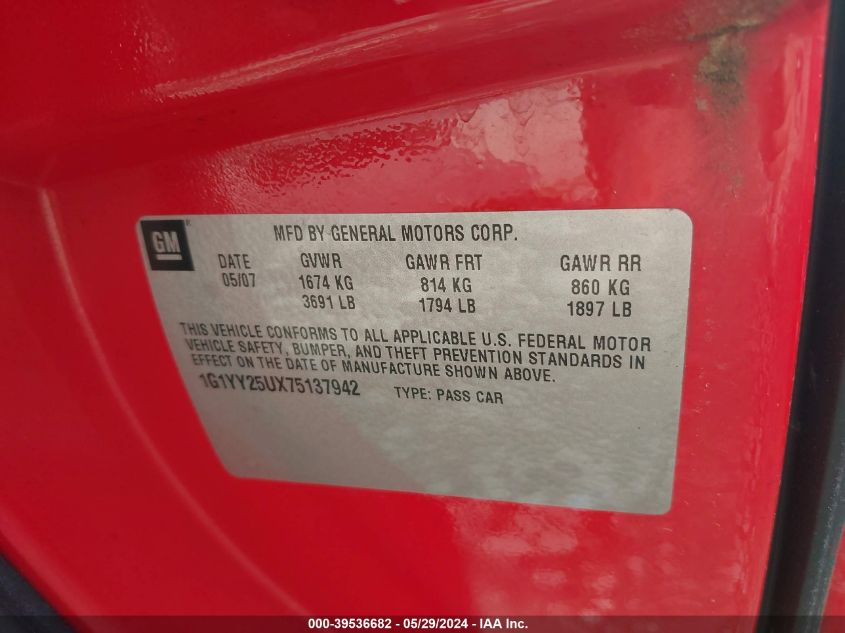 GM®
MFD BY GENERAL MOTORS CORP.
DATE GVWR GAWR FRT GAWR RR
05/07 1674 KG 814 KG 860 KG
3691 LB 1794 LB 1897 LB
THIS VEHICLE CONFORMS TO ALL APPLICABLE U.S. FEDERAL MOTOR
VEHICLE SAFETY, BUMPER, AND THEFT PREVENTION STANDARDS IN
EFFECT ON THE DATE OF MANUFACTURE SHOWN ABOVE.
1G1YY25UX75137942 TYPE: PASS CAR
000-39536682 - 05/29/2024 - IAA Inc.